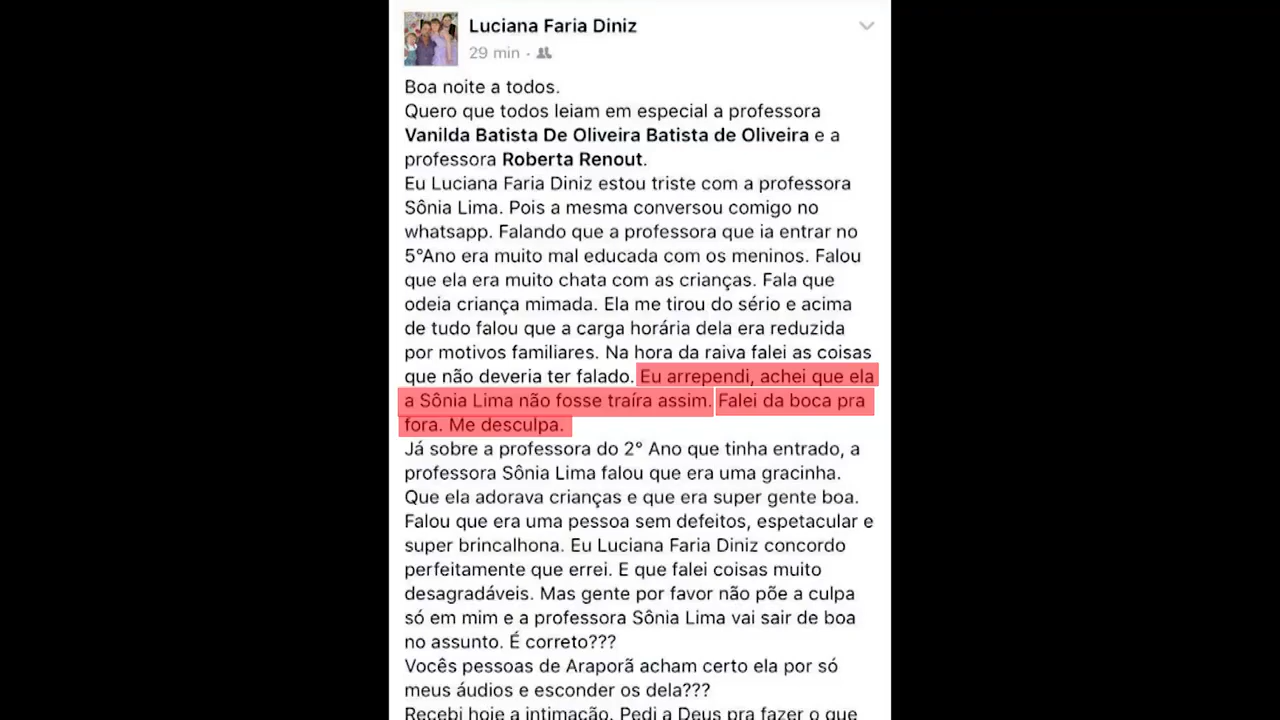 Luciana Faria Diniz
29 min ·
Boa noite a todos.
Quero que todos leiam em especial a professora
Vanilda Batista De Oliveira Batista de Oliveira e a
professora Roberta Renout.
Eu Luciana Faria Diniz estou triste com a professora
Sônia Lima. Pois a mesma conversou comigo no
whatsapp. Falando que a professora que ia entrar no
5°Ano era muito mal educada com os meninos. Falou
que ela era muito chata com as crianças. Fala que
odeia criança mimada. Ela me tirou do sério e acima
de tudo falou que a carga horária dela era reduzida
por motivos familiares. Na hora da raiva falei as coisas
que não deveria ter falado. Eu arrependi, achei que ela
a Sônia Lima não fosse traíra assim. Falei da boca pra
fora. Me desculpa.
Já sobre a professora do 2° Ano que tinha entrado, a
professora Sônia Lima falou que era uma gracinha.
Que ela adorava crianças e que era super gente boa.
Falou que era uma pessoa sem defeitos, espetacular e
super brincalhona. Eu Luciana Faria Diniz concordo
perfeitamente que errei. E que falei coisas muito
desagradáveis. Mas gente por favor não põe a culpa
só em mim e a professora Sônia Lima vai sair de boa
no assunto. É correto???
Vocês pessoas de Araporã acham certo ela por só
meus áudios e esconder os dela???
Recebi hoje a intimação. Pedi a Deus pra fazer o que